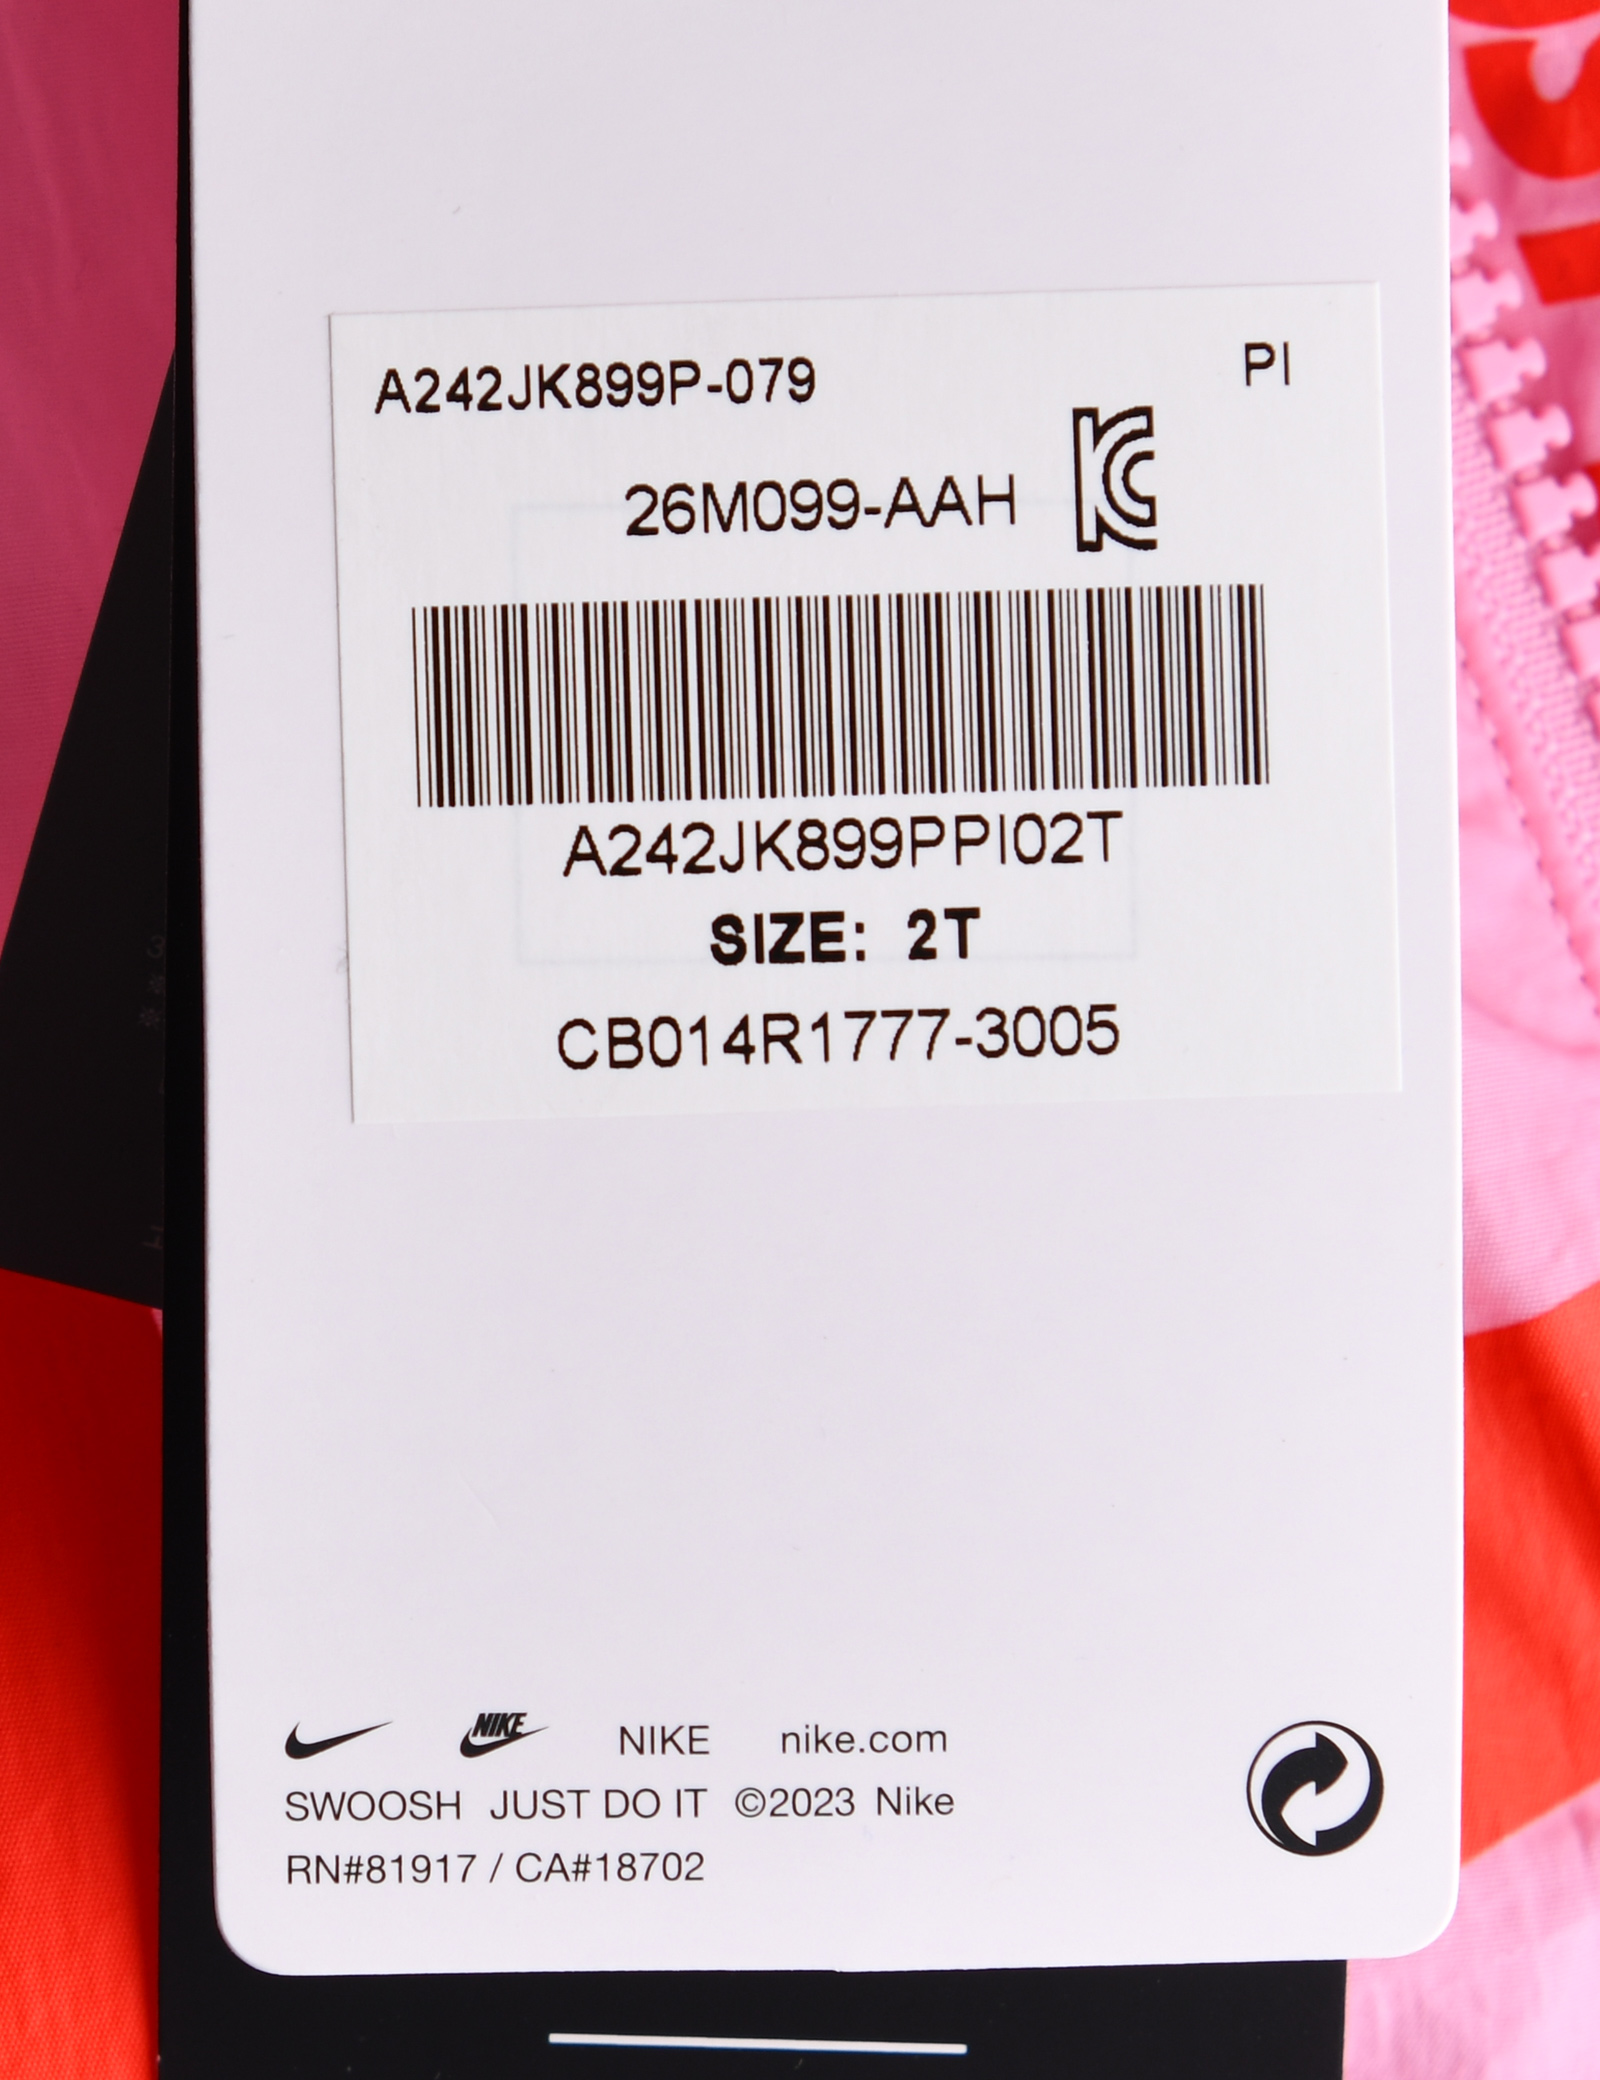 A242JK899P-079 PI
26M099-AAH
A242JK899PPI02T
SIZE: 2T
CB014R1777-3005
NIKE NIKE nike.com
SWOOSH JUST DO IT ©2023 Nike
RN#81917 / CA#18702